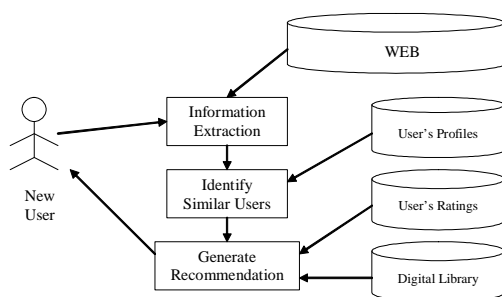 WEB
Information
Extraction
User's Profiles
Identify
Similar Users
New
User
User's Ratings
Generate
Recommendation
Digital Library